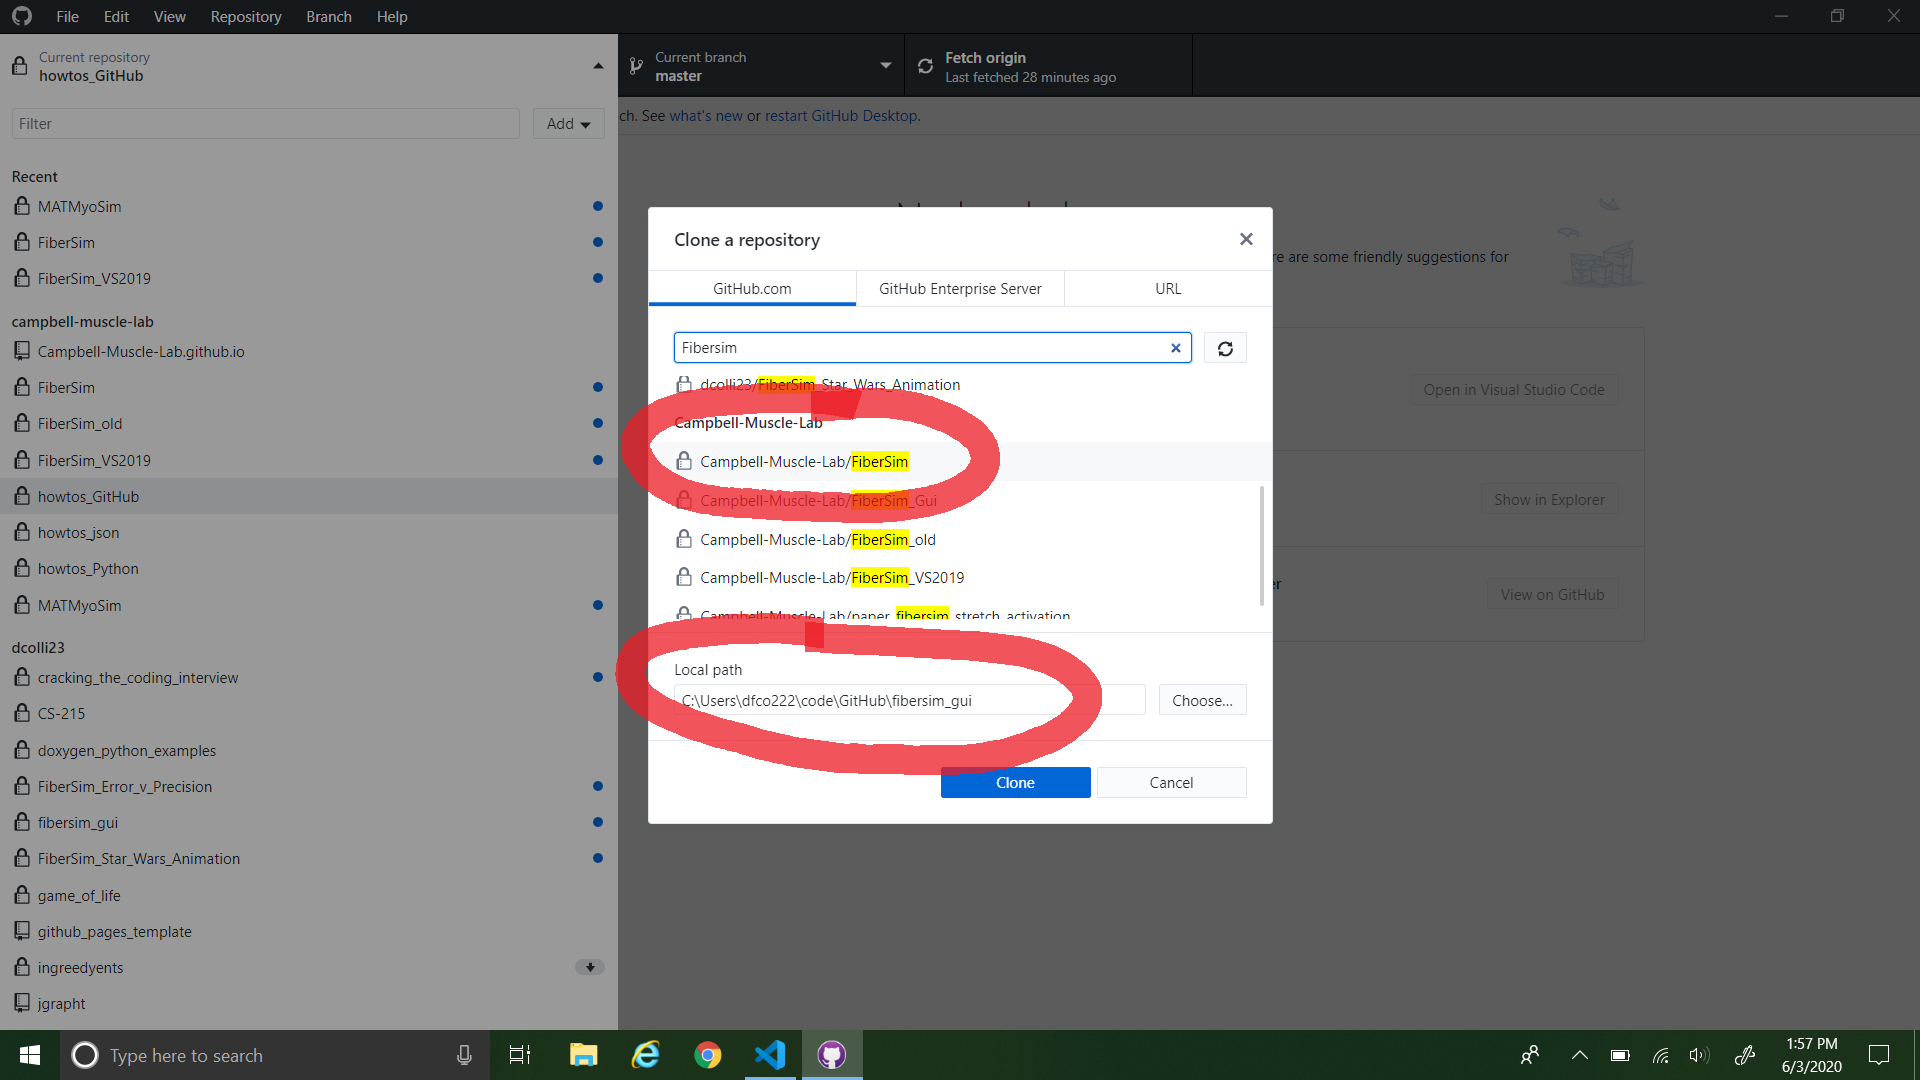 File Edit View Repository Branch Help
Current repository
howtos_GitHub
Current branch
master
Fetch origin
Last fetched 28 minutes ago
Filter
Add
ch. See what's new or restart GitHub Desktop.
Recent
MATMyoSim
FiberSim
FiberSim_VS2019
campbell-muscle-lab
Campbell-Muscle-Lab.github.io
FiberSim
FiberSim_old
FiberSim_VS2019
howtos_GitHub
howtos_json
howtos_Python
MATMyoSim
dcolli23
cracking_the_coding_interview
CS-215
doxygen_python_examples
FiberSim_Error_v_Precision
fibersim_gui
FiberSim_Star_Wars_Animation
game_of_life
github_pages_template
ingreedyents
jgrapht
re are some friendly suggestions for
Open in Visual Studio Code
Show in Explorer
er
View on GitHub
Clone a repository
GitHub.com
GitHub Enterprise Server
URL
Fibersim
dcolli23/FiberSim_Star_Wars_Animation
Campbell-Muscle-Lab
Campbell-Muscle-Lab/FiberSim
Campbell-Muscle-Lab/FiberSim_Gui
Campbell-Muscle-Lab/FiberSim_old
Campbell-Muscle-Lab/FiberSim_VS2019
Campbell-Muscle-Lab/paper_fibersim_stretch_activation
Local path
C:\Users\dfco222\code\GitHub\fibersim_gui
Choose...
Clone
Cancel
Type here to search
1:57 PM
6/3/2020